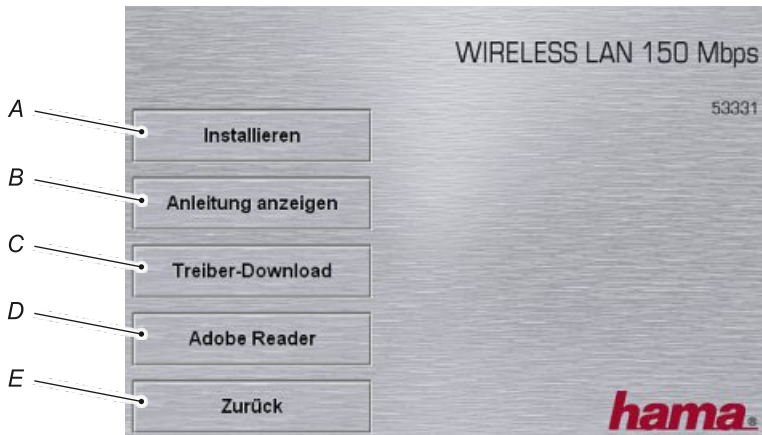 WIRELESS LAN 150 Mbps
53331
A
Installieren
B
Anleitung anzeigen
C
Treiber-Download
D
Adobe Reader
E
Zurück
hama®